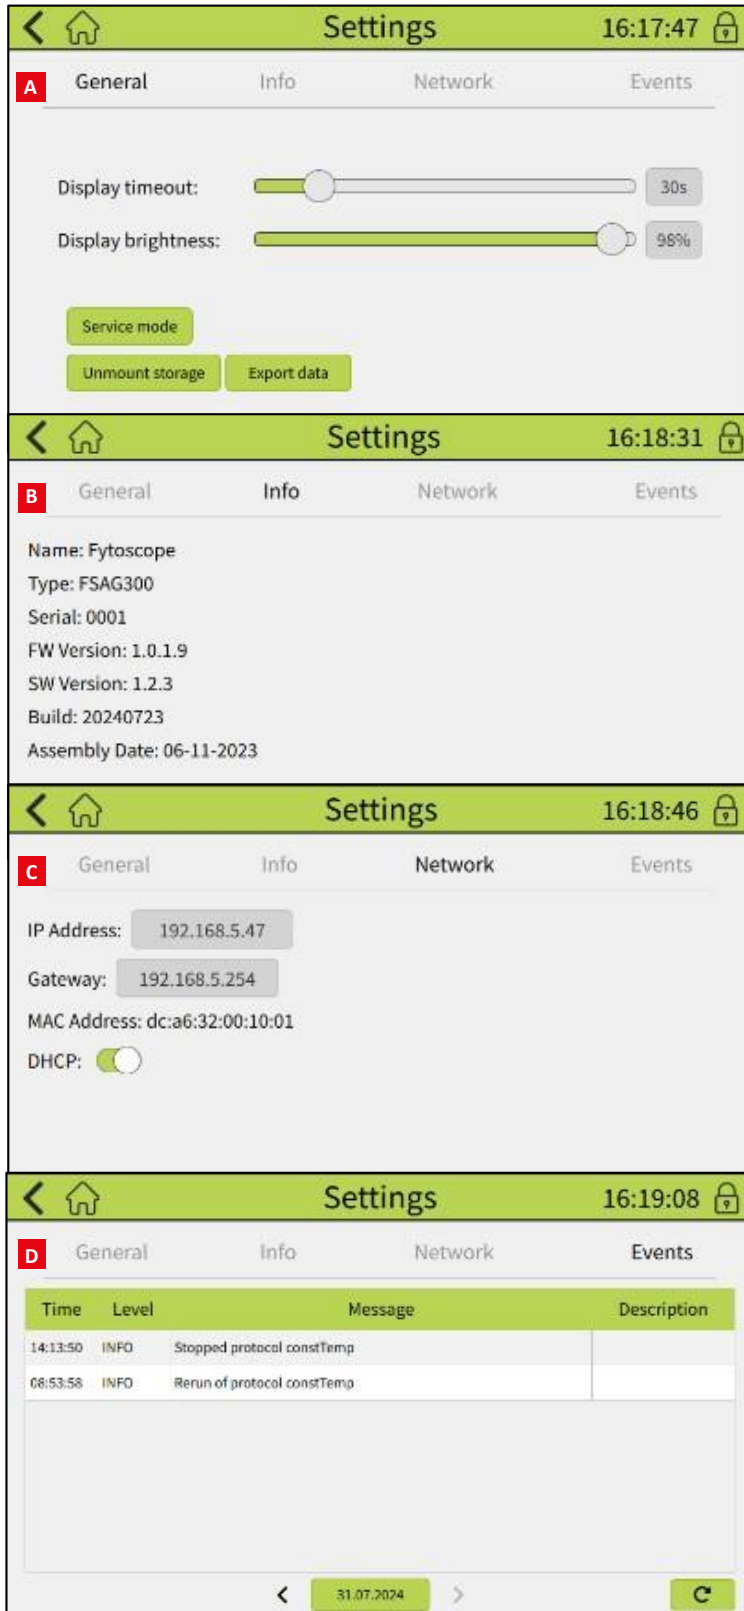 Settings 16:17:47
A General Info Network Events
Display timeout: 30s
Display brightness: 98%
Service mode
Unmount storage Export data
Settings 16:18:31
B General Info Network Events
Name: Fytoscope
Type: FSAG300
Serial: 0001
FW Version: 1.0.1.9
SW Version: 1.2.3
Build: 20240723
Assembly Date: 06-11-2023
Settings 16:18:46
C General Info Network Events
IP Address: 192.168.5.47
Gateway: 192.168.5.254
MAC Address: dc:a6:32:00:10:01
DHCP:
Settings 16:19:08
D General Info Network Events
Time Level Message Description
14:13:50 INFO Stopped protocol constTemp
08:53:58 INFO Rerun of protocol constTemp
31.07.2024